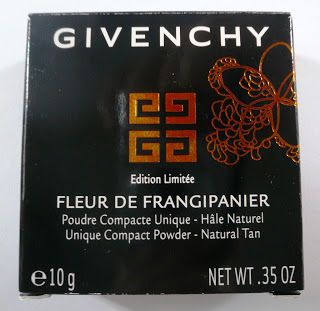 GIVENCHY
Edition Limitée
FLEUR DE FRANGIPANIER
Poudre Compacte Unique - Hâle Naturel
Unique Compact Powder - Natural Tan
℮10g NET WT .35 OZ